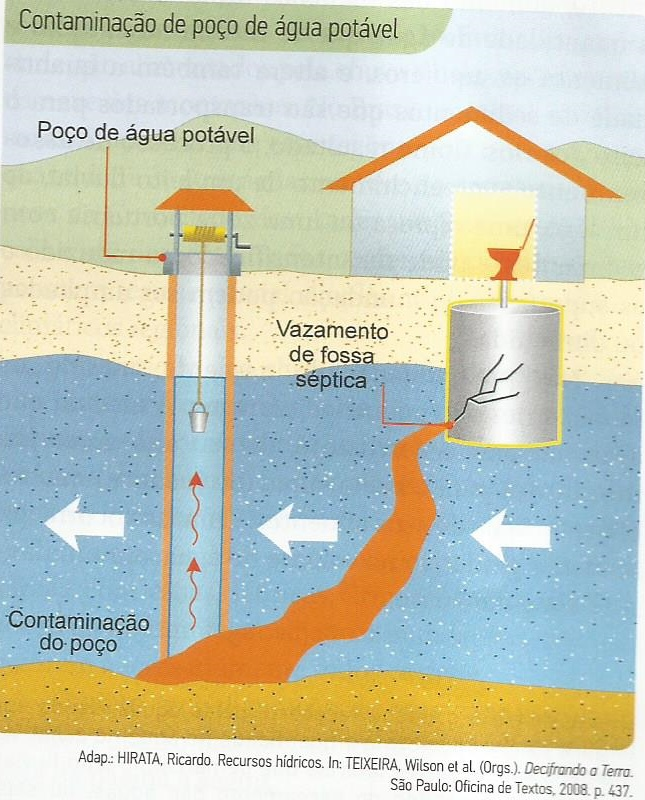 Contaminação de poço de água potável
Poço de água potável
Vazamento
de fossa
séptica
Contaminação
do poço
Adap.: HIRATA, Ricardo. Recursos hídricos. In: TEIXEIRA, Wilson et al. (Orgs.). Decifrando a Terra.
São Paulo: Oficina de Textos, 2008. p. 437.